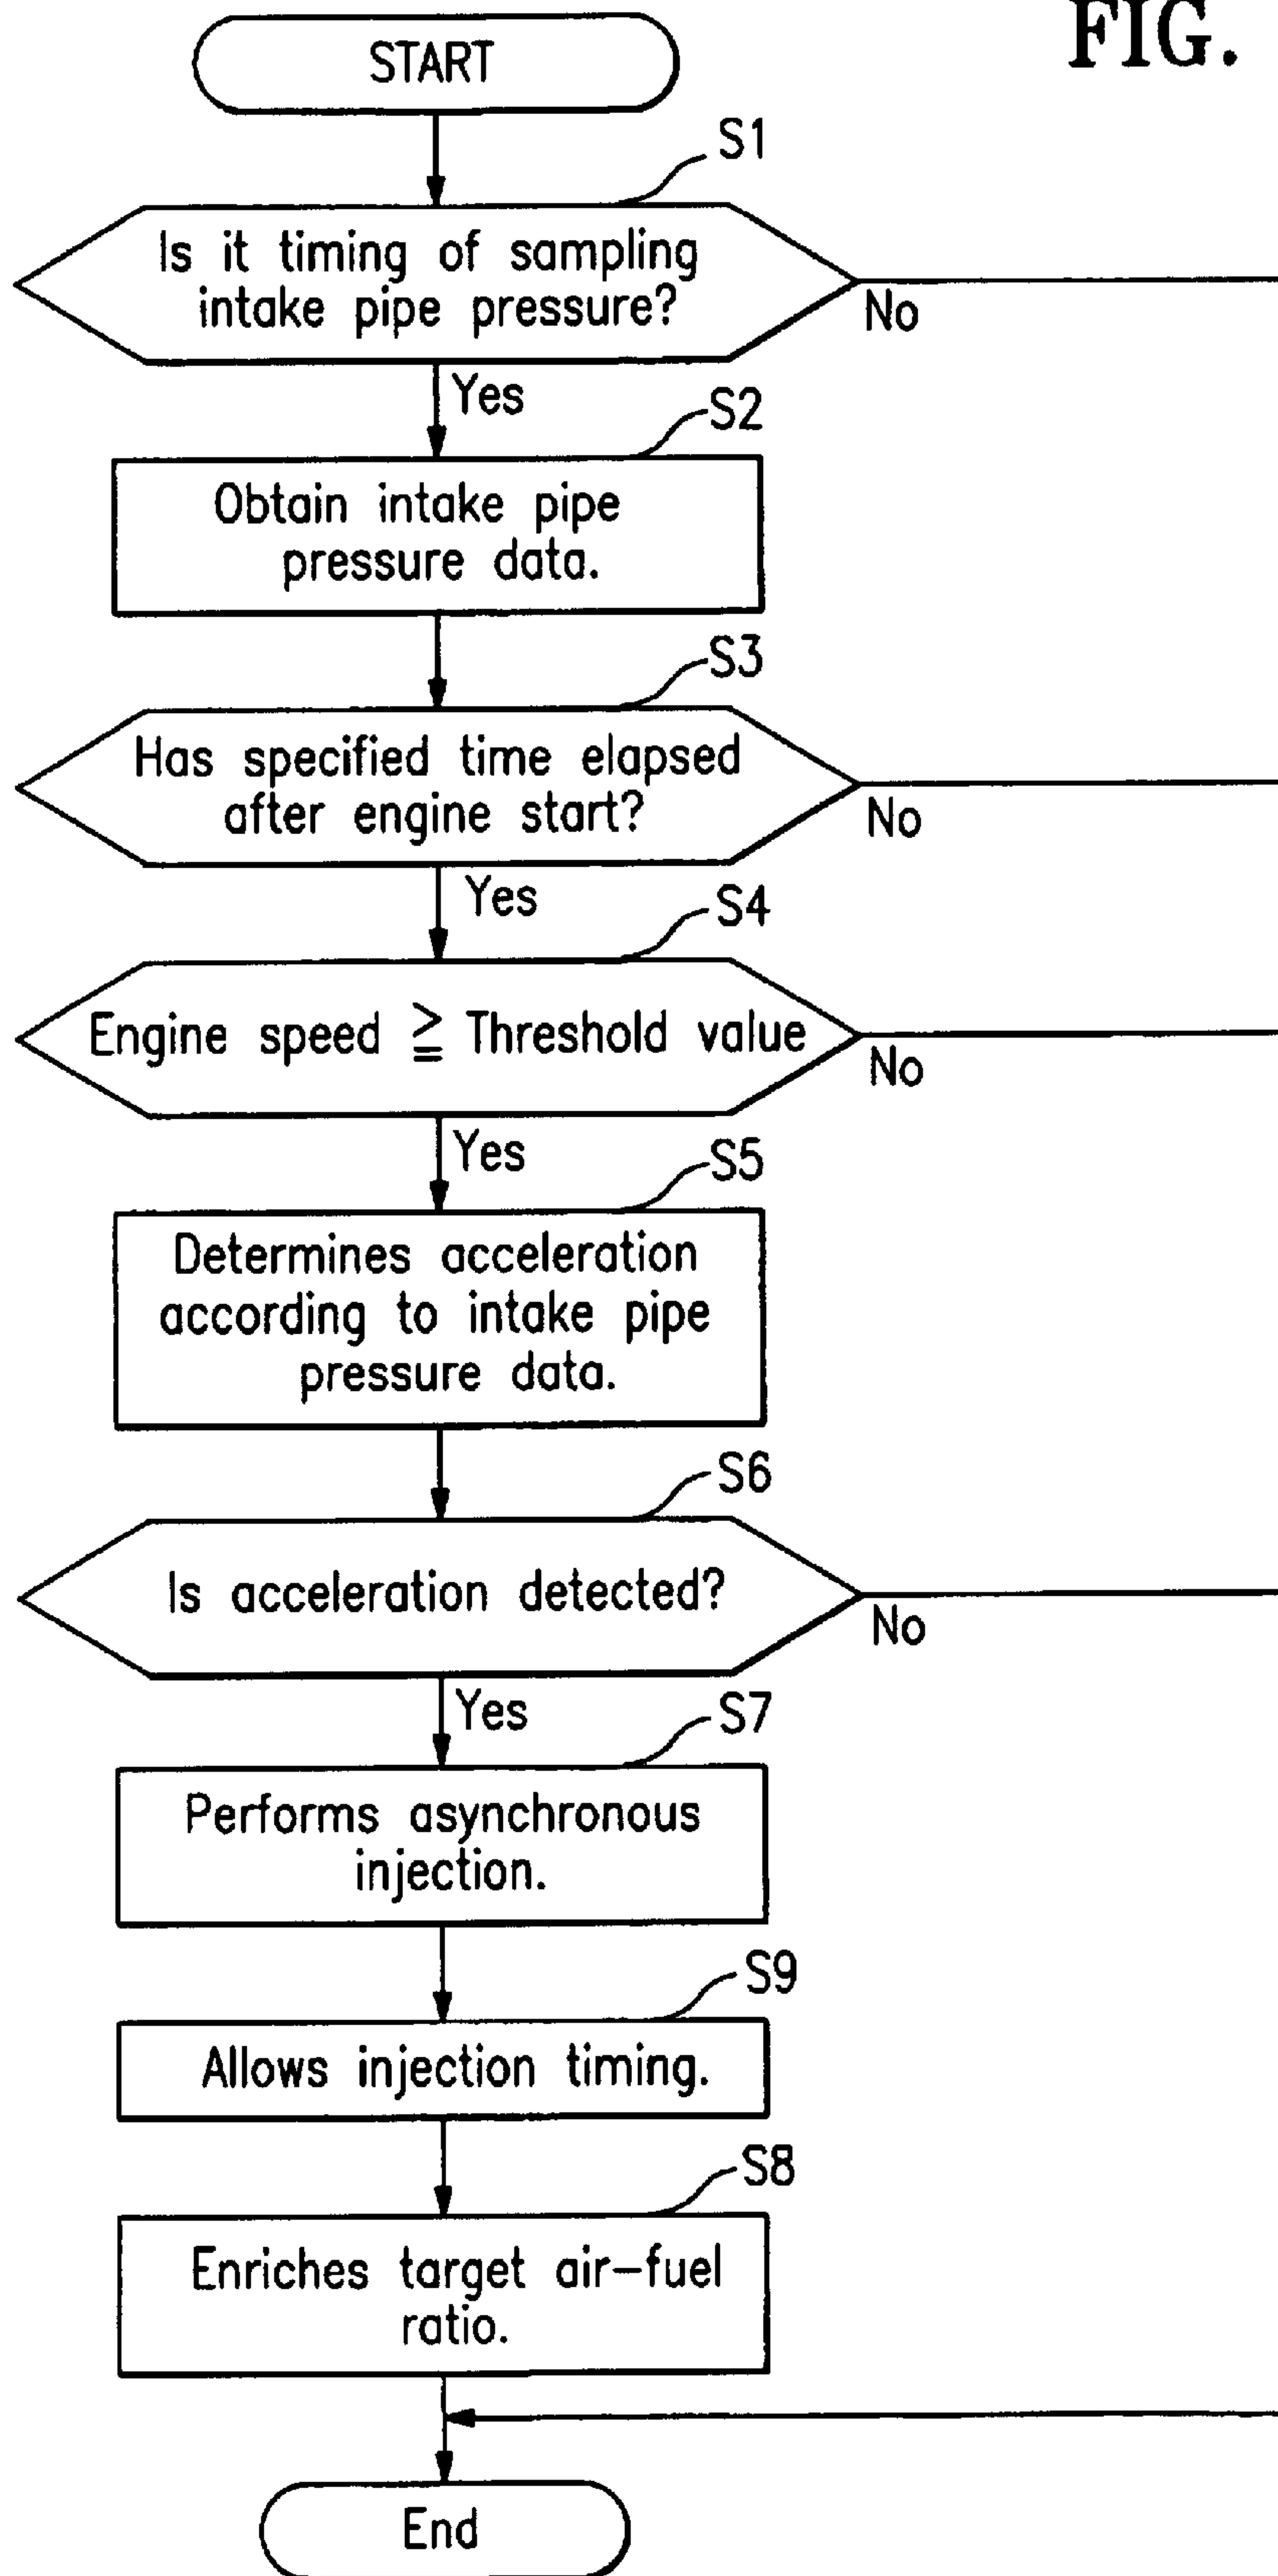 FIG.
START
S1
Is it timing of sampling
intake pipe pressure?
No
Yes
S2
Obtain intake pipe
pressure data.
S3
Has specified time elapsed
after engine start?
No
Yes
S4
Engine speed ≧ Threshold value
No
Yes
S5
Determines acceleration
according to intake pipe
pressure data.
S6
Is acceleration detected?
No
Yes
S7
Performs asynchronous
injection.
S9
Allows injection timing.
S8
Enriches target air-fuel
ratio.
End